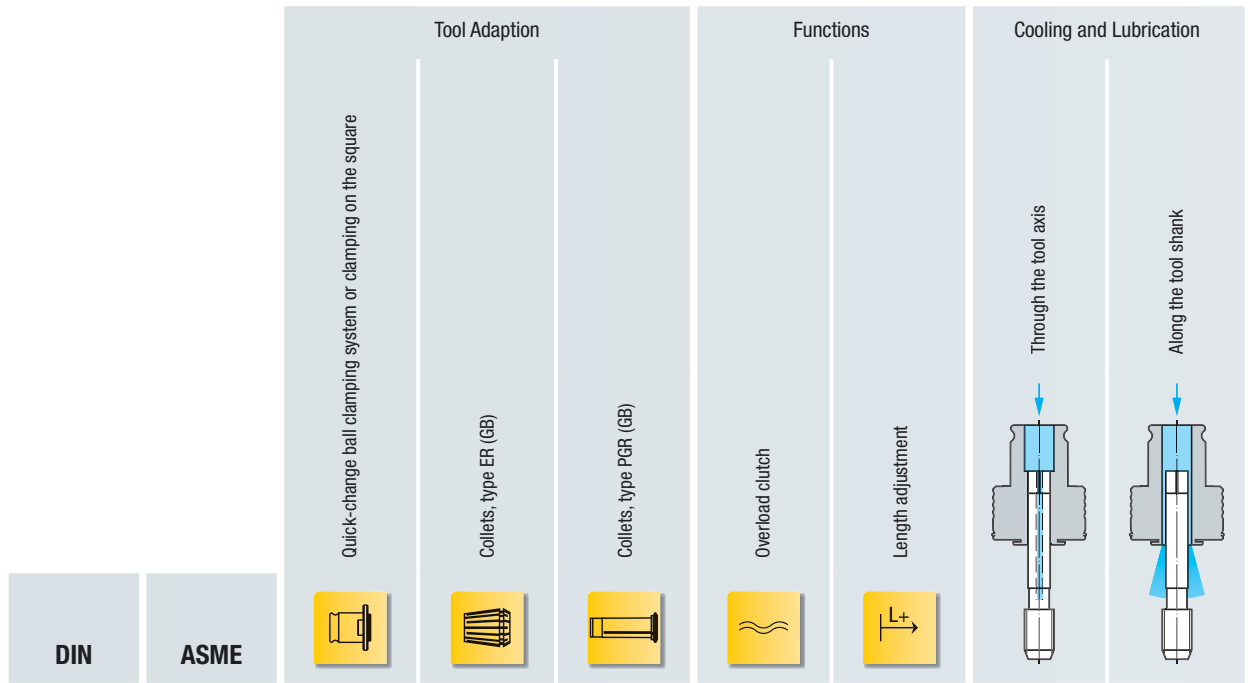 Tool Adaption
Functions
Cooling and Lubrication
Quick-change ball clamping system or clamping on the square
Collets, type ER (GB)
Collets, type PGR (GB)
Overload clutch
Length adjustment
Through the tool axis
Along the tool shank
L+
DIN
ASME